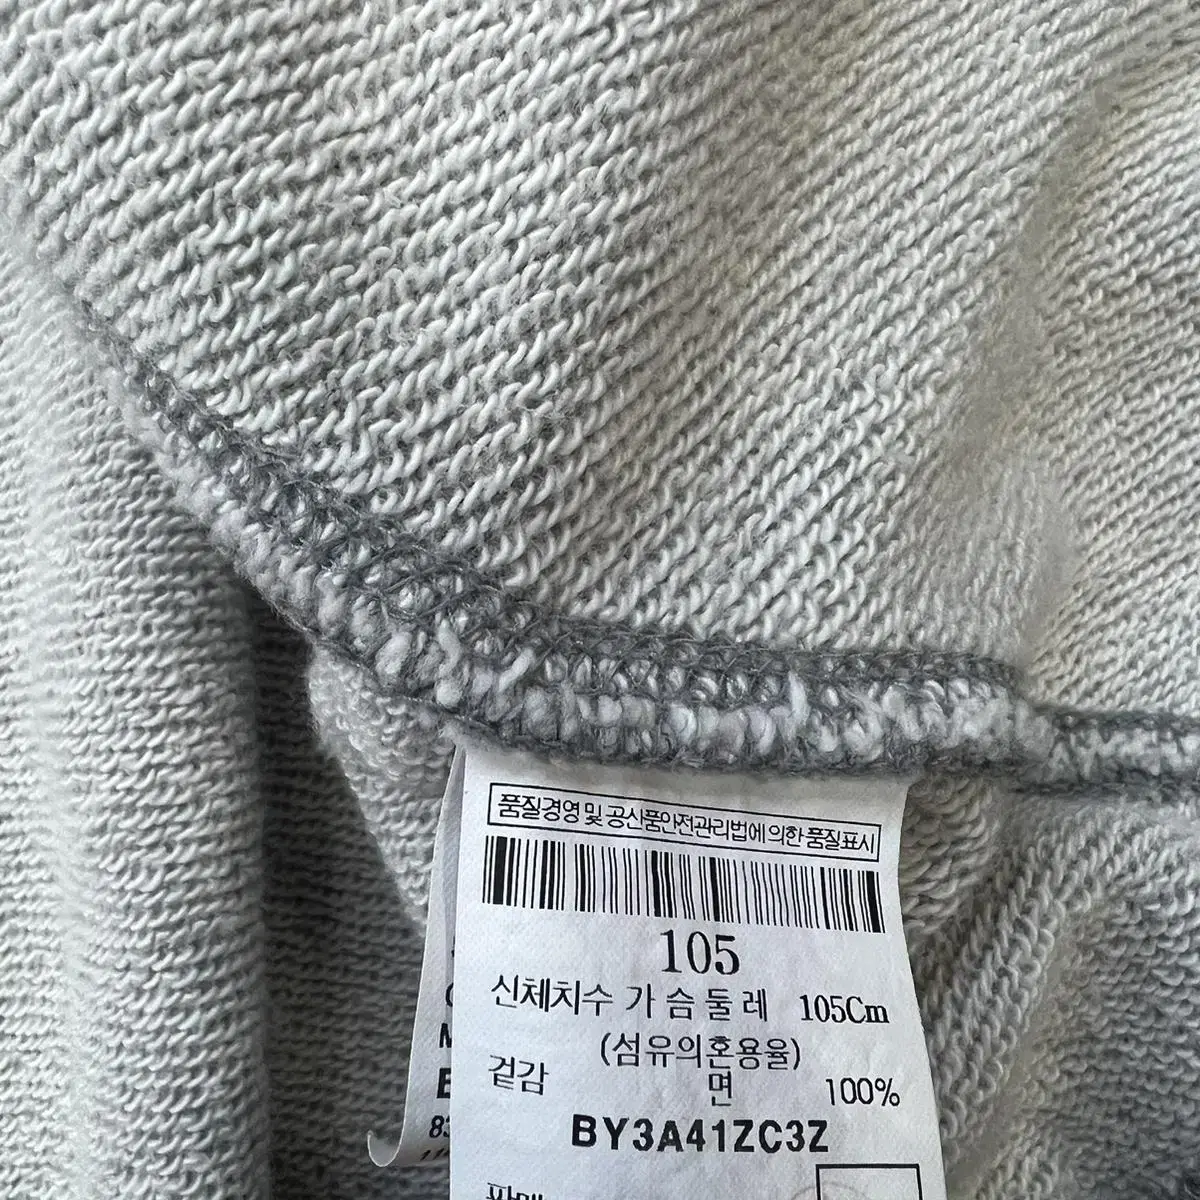 품질경영 및 공산품안전관리법에 의한 품질표시
105
신체치수 가 슴 둘 레 105Cm
(섬유의혼용율)
겉감 면 100%
BY3A41ZC3Z